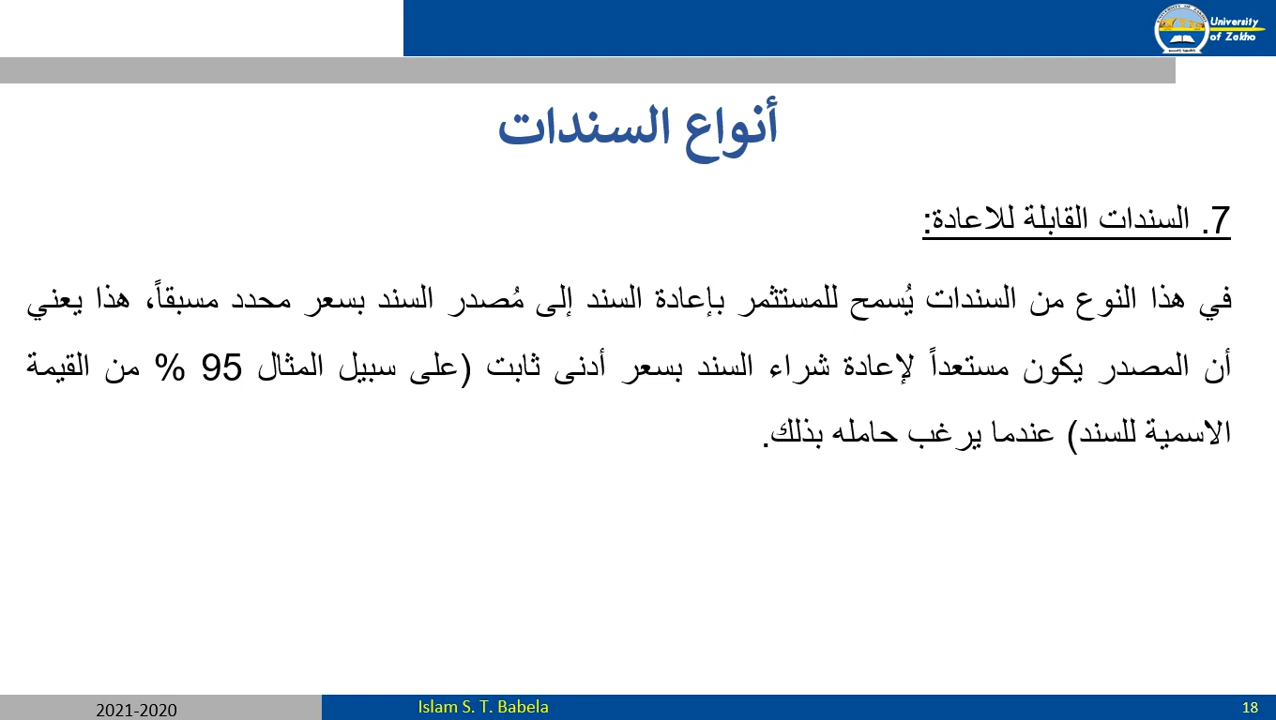 University
of Zakho
أنواع السندات
7. السندات القابلة للاعادة:
في هذا النوع من السندات يُسمح للمستثمر بإعادة السند إلى مُصدر السند بسعر محدد مسبقاً، هذا يعني
أن المصدر يكون مستعداً لإعادة شراء السند بسعر أدنى ثابت (على سبيل المثال 95 % من القيمة
الاسمية للسند) عندما يرغب حامله بذلك.
2021-2020
Islam S. T. Babela
18